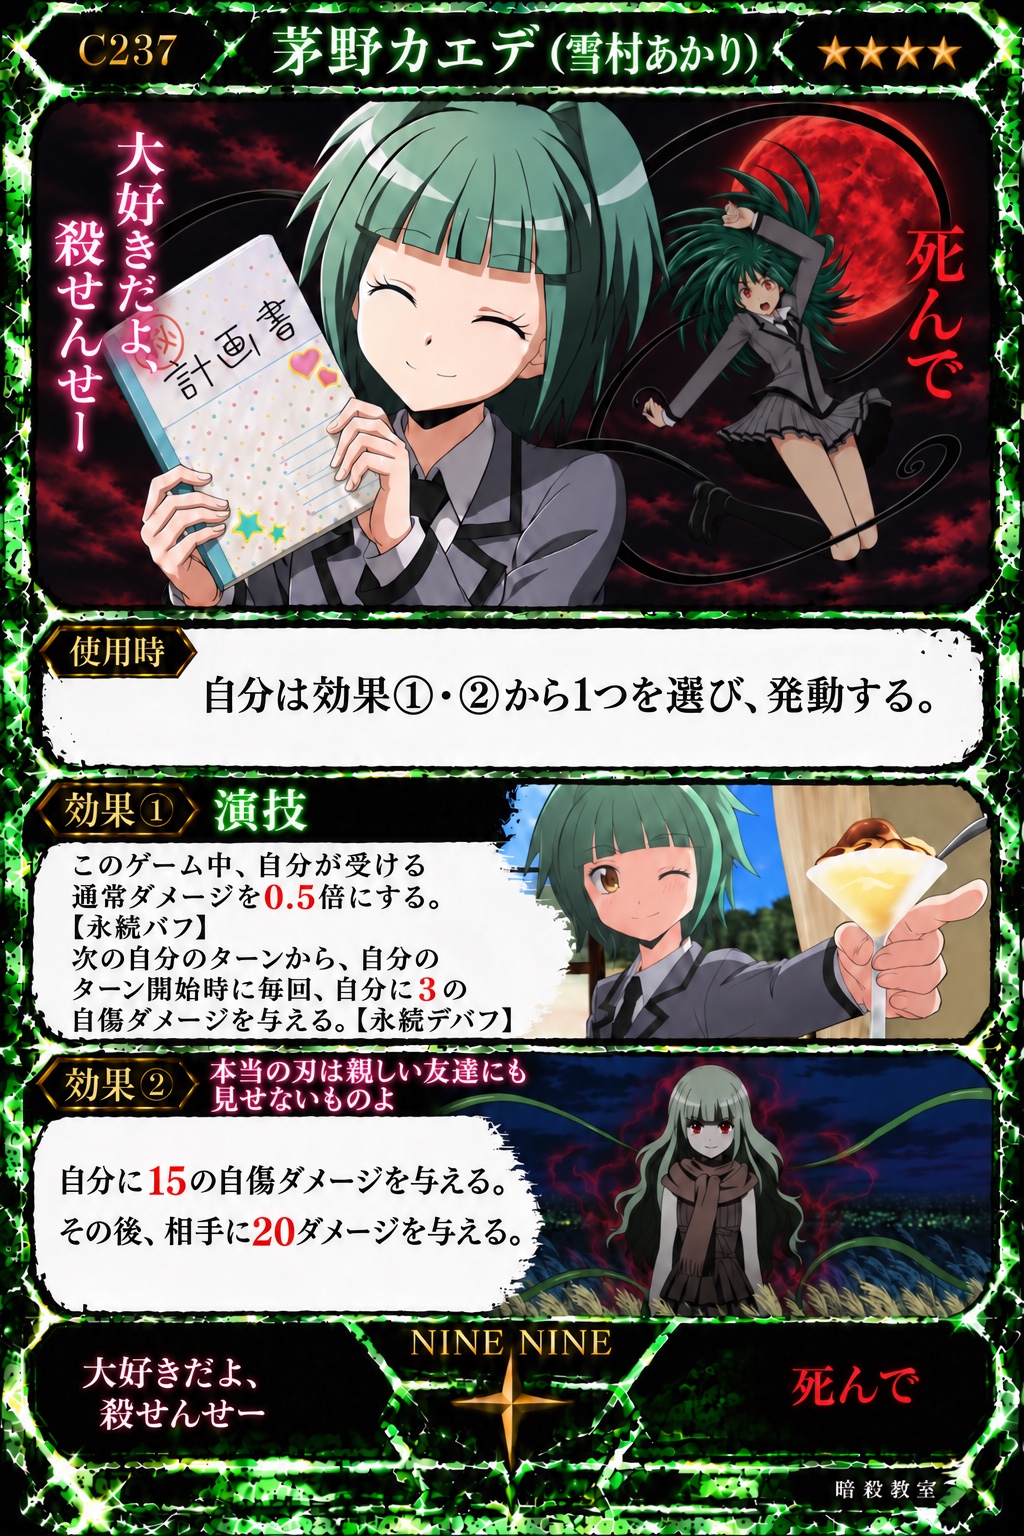 C237
茅野カエデ(雪村あかり)
★★★★
大好きだよ、
殺せんせー
㊙
計画書
死んで
使用時
自分は効果①・②から1つを選び、発動する。
効果①
演技
このゲーム中、自分が受ける
通常ダメージを0.5倍にする。
【永続バフ】
次の自分のターンから、自分の
ターン開始時に毎回、自分に3の
自傷ダメージを与える。【永続デバフ】
効果②
本当の刃は親しい友達にも
見せないものよ
自分に15の自傷ダメージを与える。
その後、相手に20ダメージを与える。
NINE NINE
大好きだよ、
殺せんせー
死んで
暗殺教室